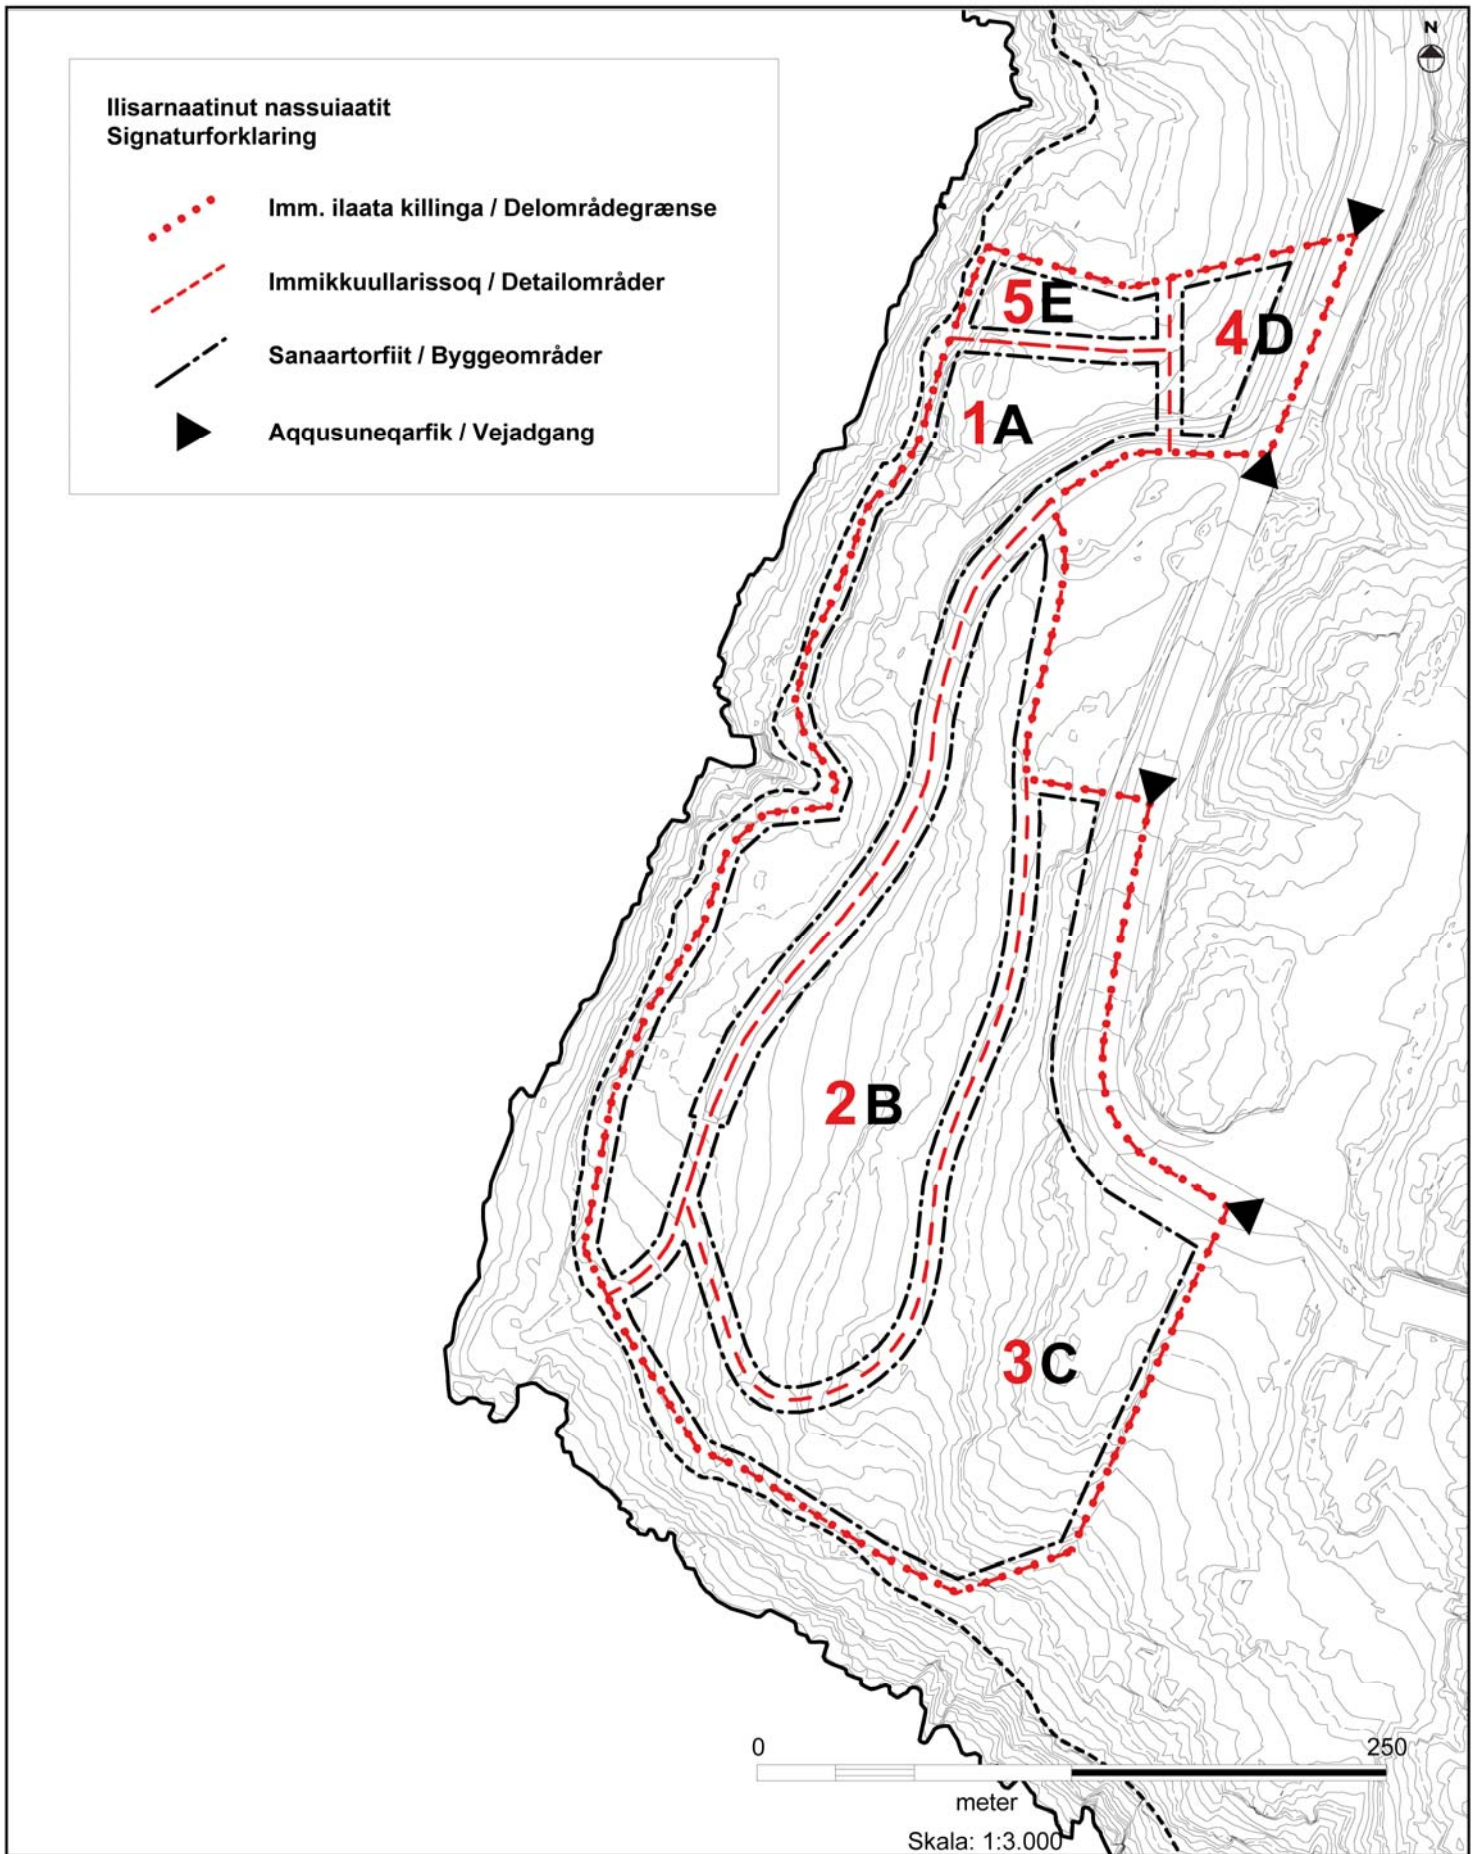 N
Ilisarnaatinut nassuiaatit
Signaturforklaring
Imm. ilaata killinga / Delområdegrænse
Immikkuullarissoq / Detailområder
Sanaartorfiit / Byggeområder
Aqqusuneqarfik / Vejadgang
5E
4D
1A
2B
3C
0 250
meter
Skala: 1:3.000